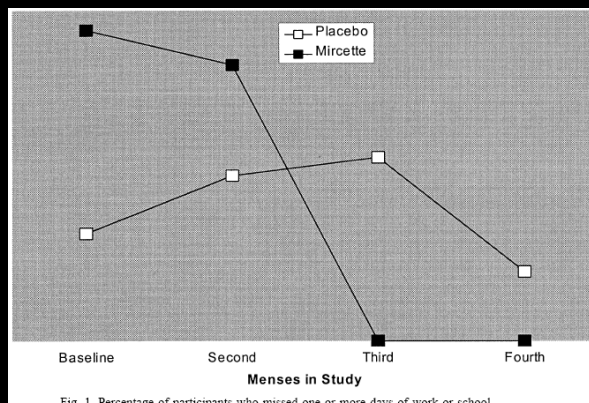 Placebo
Mircette
Baseline Second Third Fourth
Menses in Study
Fig. 1. Percentage of participants who missed one or more days of work or school